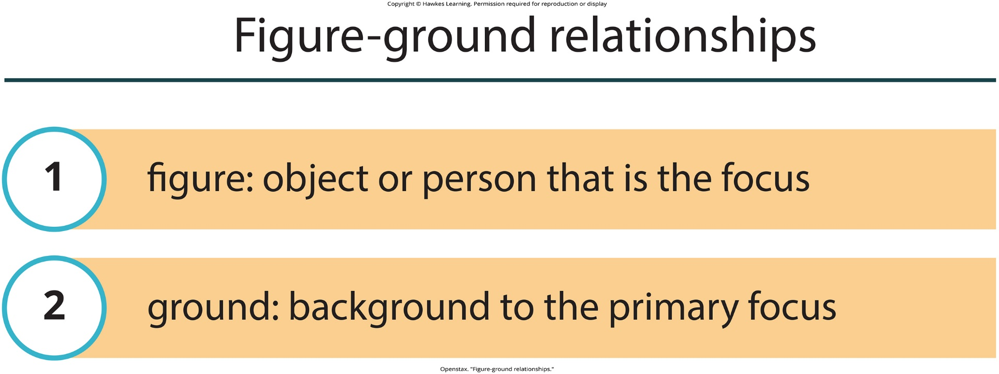 Copyright © Hawkes Learning. Permission required for reproduction or display
Figure-ground relationships
1
figure: object or person that is the focus
2
ground: background to the primary focus
Openstax. "Figure-ground relationships."